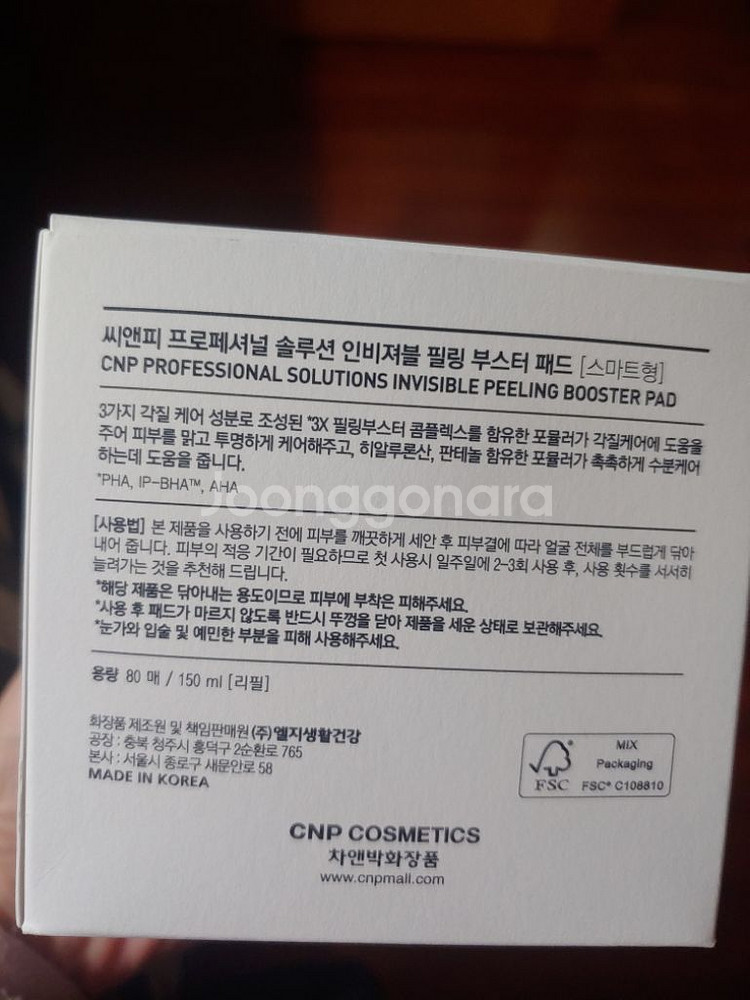 씨앤피 프로페셔널 솔루션 인비져블 필링 부스터 패드 [스마트형]
CNP PROFESSIONAL SOLUTIONS INVISIBLE PEELING BOOSTER PAD
3가지 각질 케어 성분로 조성된 *3X 필링부스터 콤플렉스를 함유한 포뮬러가 각질케어에 도움을
주어 피부를 맑고 투명하게 케어해주고, 히알루론산, 판테놀 함유한 포뮬러가 촉촉하게 수분케어
하는데 도움을 줍니다.
*PHA, IP-BHA™, AHA
Joonggonara
[사용법] 본 제품을 사용하기 전에 피부를 깨끗하게 세안 후 피부결에 따라 얼굴 전체를 부드럽게 닦아
내어 줍니다. 피부의 적응 기간이 필요하므로 첫 사용시 일주일에 2-3회 사용 후, 사용 횟수를 서서히
늘려가는 것을 추천해 드립니다.
*해당 제품은 닦아내는 용도이므로 피부에 부착은 피해주세요.
*사용 후 패드가 마르지 않도록 반드시 뚜껑을 닫아 제품을 세운 상태로 보관해주세요.
*눈가와 입술 및 예민한 부분을 피해 사용해주세요.
용량 80 매 / 150 ml [리필]
화장품 제조원 및 책임판매원 (주)엘지생활건강
공장 : 충북 청주시 흥덕구 2순환로 765
본사 : 서울시 종로구 새문안로 58
MADE IN KOREA
FSC
MIX
Packaging
FSC® C108810
CNP COSMETICS
차앤박화장품
www.cnpmall.com